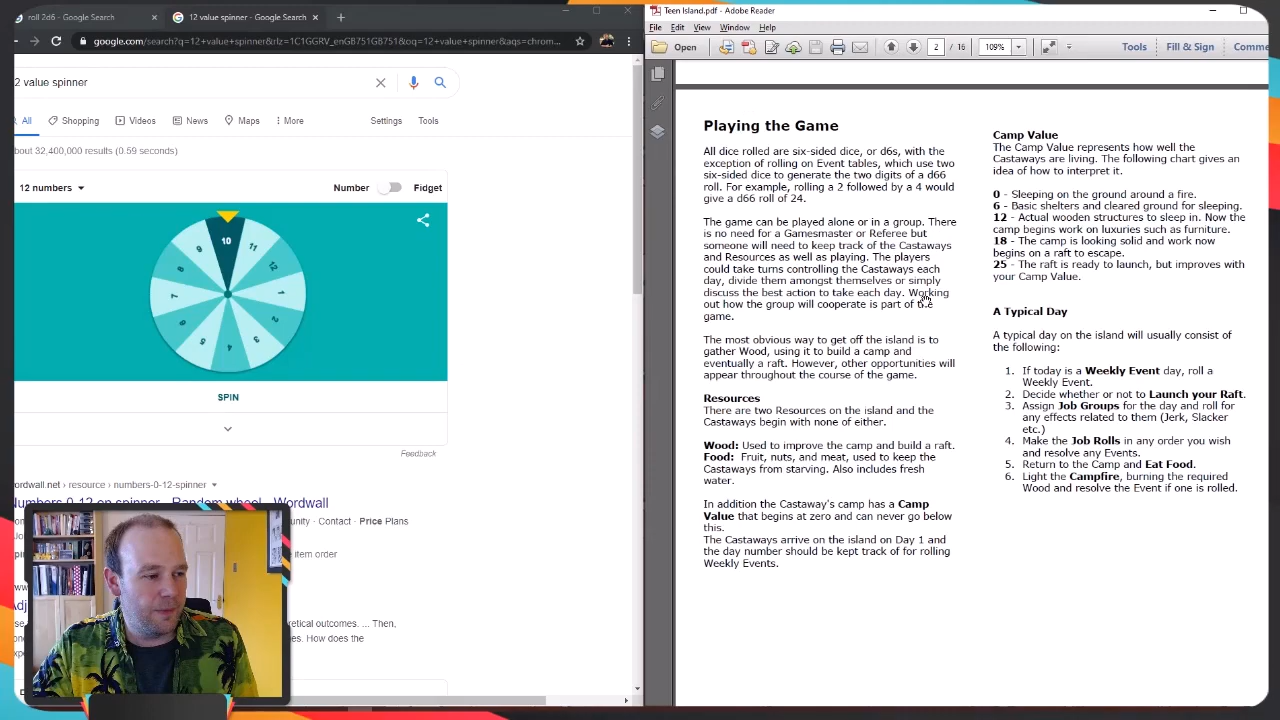 roll 2d6 - Google Search
12 value spinner - Google Search
google.com/search?q=12+value+spinner&rlz=1C1GGRV_enGB751GB751&oq=12+value+spinner&aqs=chrom...
2 value spinner
All
Shopping
Videos
News
Maps
More
Settings
Tools
bout 32,400,000 results (0.59 seconds)
12 numbers
Number
Fidget
10
11
12
1
2
3
4
5
6
7
8
9
SPIN
Feedback
ordwall.net › resource › numbers-0-12-spinner
Numbers 0-12 on spinner - Random wheel - Wordwall
unity · Contact · Price Plans
item order
retical outcomes. ... Then,
es. How does the
Teen Island.pdf - Adobe Reader
File Edit View Window Help
Open
2 / 16
109%
Tools
Fill & Sign
Comme
Playing the Game
All dice rolled are six-sided dice, or d6s, with the
exception of rolling on Event tables, which use two
six-sided dice to generate the two digits of a d66
roll. For example, rolling a 2 followed by a 4 would
give a d66 roll of 24.
The game can be played alone or in a group. There
is no need for a Gamesmaster or Referee but
someone will need to keep track of the Castaways
and Resources as well as playing. The players
could take turns controlling the Castaways each
day, divide them amongst themselves or simply
discuss the best action to take each day. Working
out how the group will cooperate is part of the
game.
The most obvious way to get off the island is to
gather Wood, using it to build a camp and
eventually a raft. However, other opportunities will
appear throughout the course of the game.
Resources
There are two Resources on the island and the
Castaways begin with none of either.
Wood: Used to improve the camp and build a raft.
Food: Fruit, nuts, and meat, used to keep the
Castaways from starving. Also includes fresh
water.
In addition the Castaway's camp has a Camp
Value that begins at zero and can never go below
this.
The Castaways arrive on the island on Day 1 and
the day number should be kept track of for rolling
Weekly Events.
Camp Value
The Camp Value represents how well the
Castaways are living. The following chart gives an
idea of how to interpret it.
0 - Sleeping on the ground around a fire.
6 - Basic shelters and cleared ground for sleeping.
12 - Actual wooden structures to sleep in. Now the
camp begins work on luxuries such as furniture.
18 - The camp is looking solid and work now
begins on a raft to escape.
25 - The raft is ready to launch, but improves with
your Camp Value.
A Typical Day
A typical day on the island will usually consist of
the following:
1. If today is a Weekly Event day, roll a
Weekly Event.
2. Decide whether or not to Launch your Raft.
3. Assign Job Groups for the day and roll for
any effects related to them (Jerk, Slacker
etc.)
4. Make the Job Rolls in any order you wish
and resolve any Events.
5. Return to the Camp and Eat Food.
6. Light the Campfire, burning the required
Wood and resolve the Event if one is rolled.